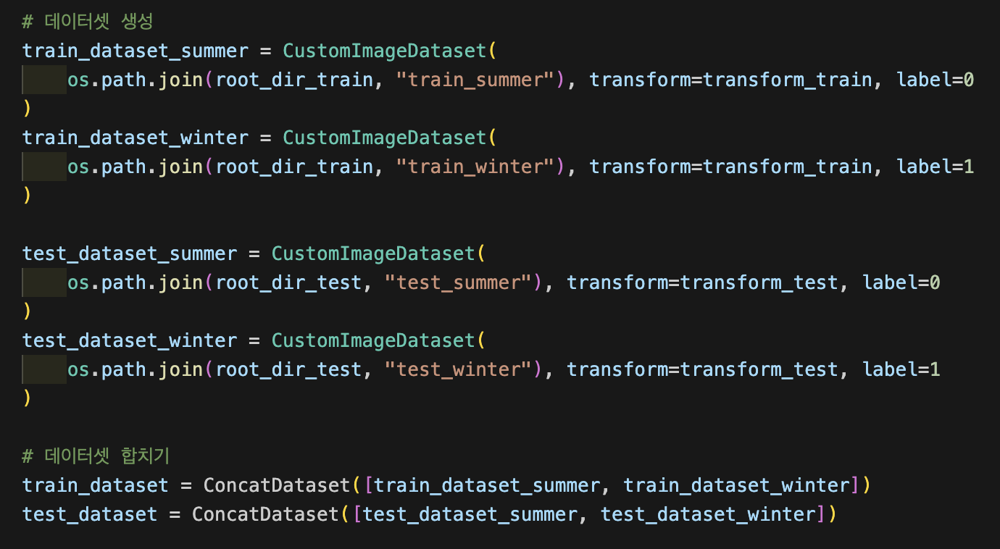 # 데이터셋 생성
train_dataset_summer = CustomImageDataset(
    os.path.join(root_dir_train, "train_summer"), transform=transform_train, label=0
)
train_dataset_winter = CustomImageDataset(
    os.path.join(root_dir_train, "train_winter"), transform=transform_train, label=1
)

test_dataset_summer = CustomImageDataset(
    os.path.join(root_dir_test, "test_summer"), transform=transform_test, label=0
)
test_dataset_winter = CustomImageDataset(
    os.path.join(root_dir_test, "test_winter"), transform=transform_test, label=1
)

# 데이터셋 합치기
train_dataset = ConcatDataset([train_dataset_summer, train_dataset_winter])
test_dataset = ConcatDataset([test_dataset_summer, test_dataset_winter])